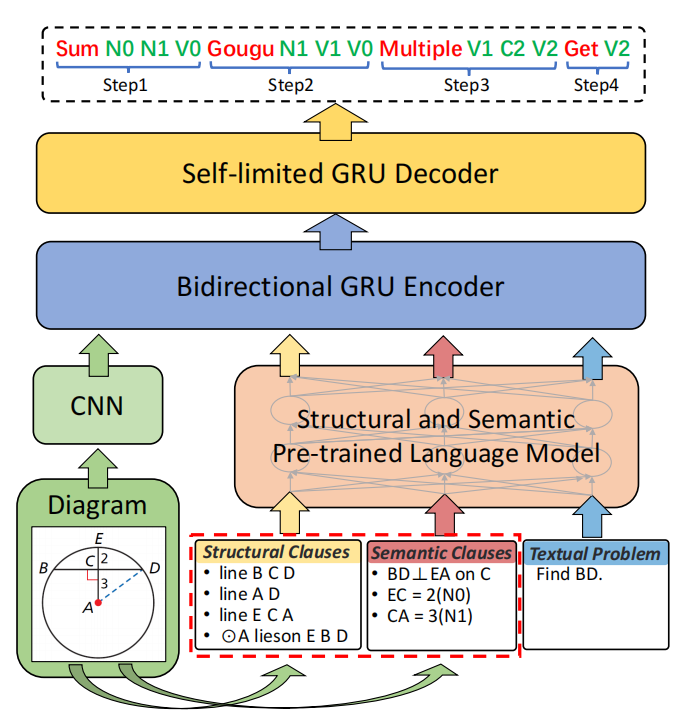 Sum N0 N1 V0 Gougu N1 V1 V0 Multiple V1 C2 V2 Get V2
Step1 Step2 Step3 Step4
Self-limited GRU Decoder
Bidirectional GRU Encoder
CNN
Structural and Semantic
Pre-trained Language Model
Diagram
E
B C 2 D
3
A
Structural Clauses
• line B C D
• line A D
• line E C A
• ⊙A lieson E B D
Semantic Clauses
• BD⊥EA on C
• EC = 2(N0)
• CA = 3(N1)
Textual Problem
Find BD.